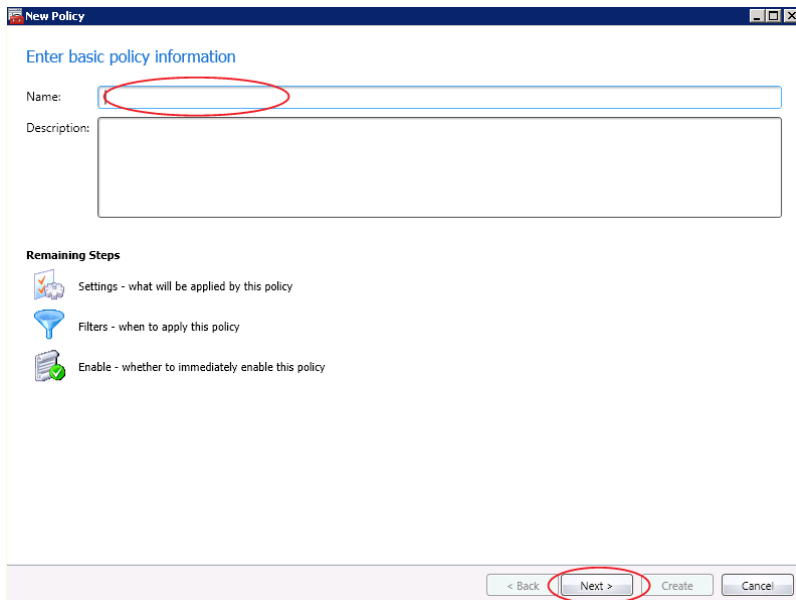 New Policy
Enter basic policy information
Name:
Description:
Remaining Steps
Settings - what will be applied by this policy
Filters - when to apply this policy
Enable - whether to immediately enable this policy
< Back Next > Create Cancel